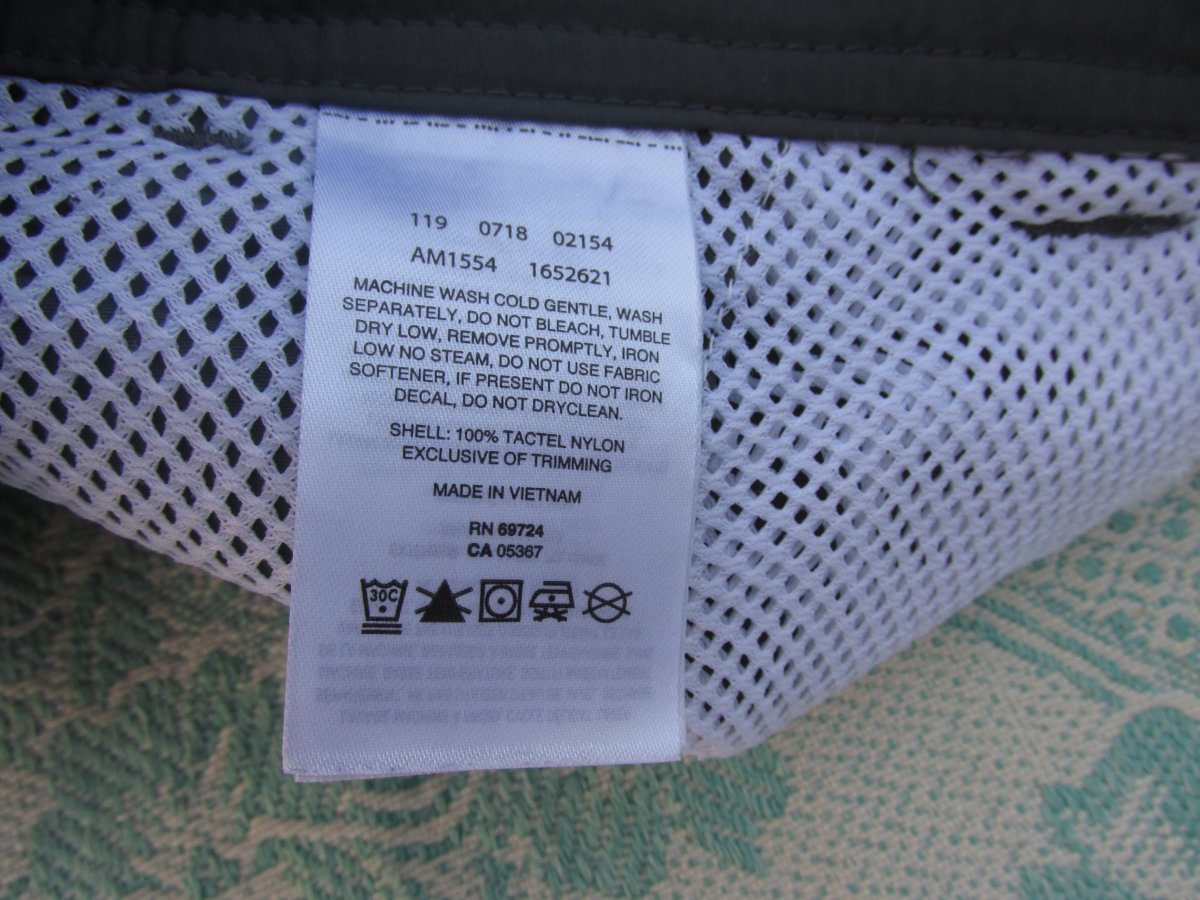 119 0718 02154
AM1554 1652621
MACHINE WASH COLD GENTLE, WASH
SEPARATELY, DO NOT BLEACH, TUMBLE
DRY LOW, REMOVE PROMPTLY, IRON
LOW NO STEAM, DO NOT USE FABRIC
SOFTENER, IF PRESENT DO NOT IRON
DECAL, DO NOT DRYCLEAN.
SHELL: 100% TACTEL NYLON
EXCLUSIVE OF TRIMMING
MADE IN VIETNAM
RN 69724
CA 05367
30C